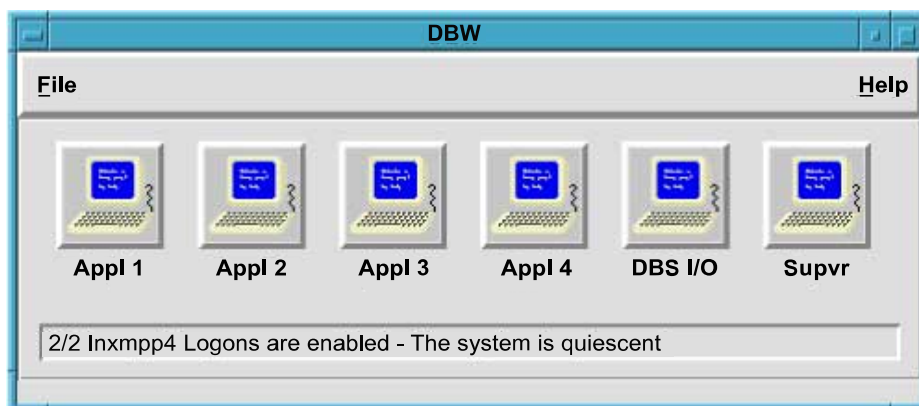 DBW
File
Help
Appl 1
Appl 2
Appl 3
Appl 4
DBS I/O
Supvr
2/2 Inxmpp4 Logons are enabled - The system is quiescent